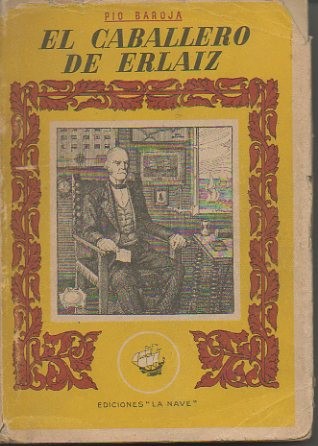 PIO BAROJA
EL CABALLERO
DE ERLAIZ
EDICIONES "LA NAVE"